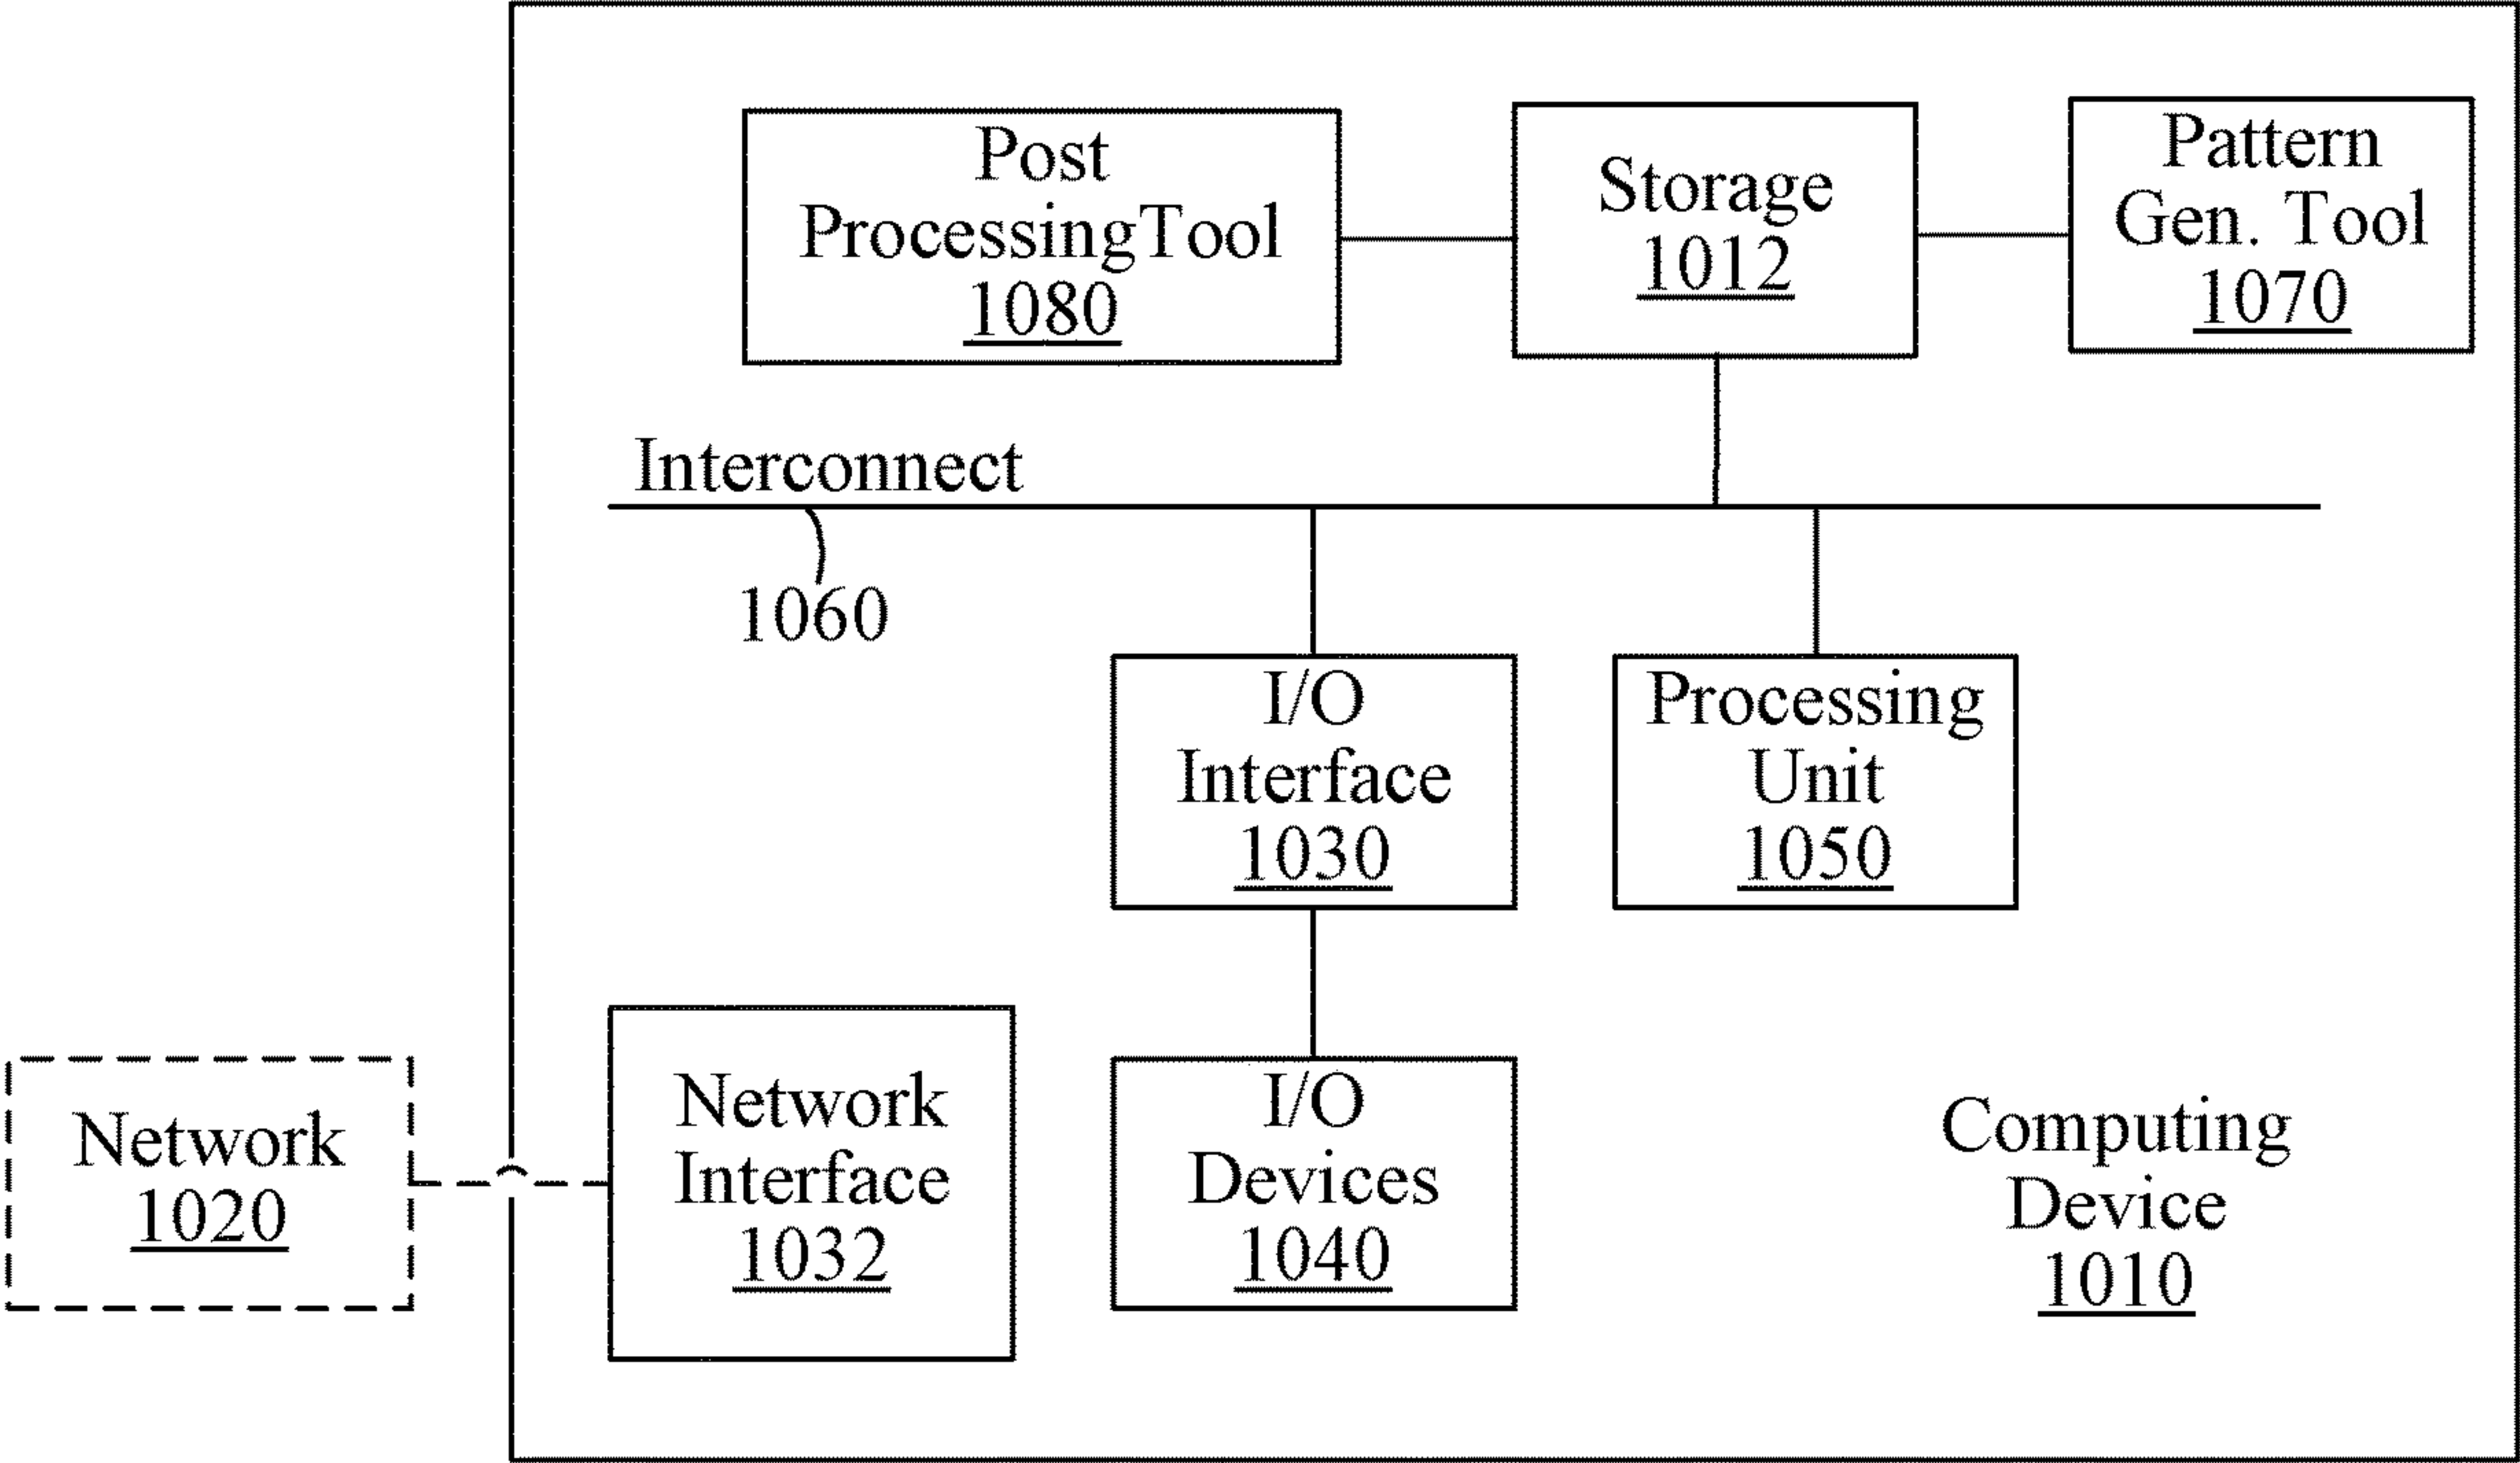 Post
ProcessingTool
1080
Storage
1012
Pattern
Gen. Tool
1070
Interconnect
1060
I/O
Interface
1030
Processing
Unit
1050
Network
1020
Network
Interface
1032
I/O
Devices
1040
Computing
Device
1010